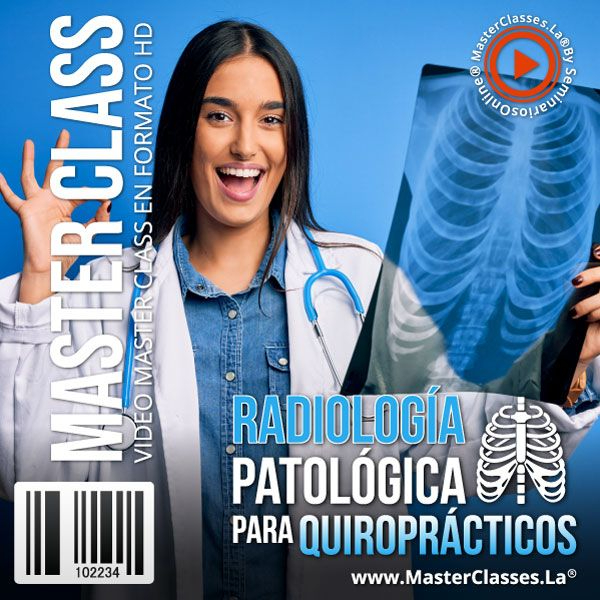 MASTER CLASS
VIDEO MASTER CLASS EN FORMATO HD
MasterClasses.La® By SeminariosOnline®
RADIOLOGÍA
PATOLÓGICA
PARA QUIROPRÁCTICOS
102234
www.MasterClasses.La®